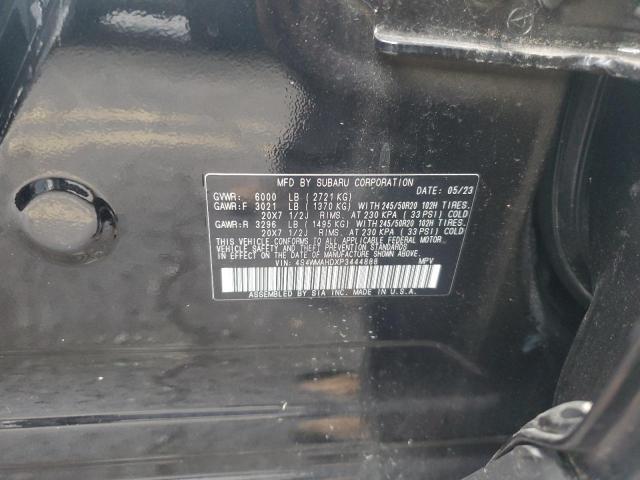 MFD BY SUBARU CORPORATION
DATE: 05/23
GVWR: 6000 LB ( 2721 KG)
GAWR:F 3021 LB ( 1370 KG) WITH 245/50R20 102H TIRES.
20X7 1/2J RIMS. AT 230 KPA ( 33 PSI) COLD
GAWR:R 3296 LB ( 1495 KG) WITH 245/50R20 102H TIRES.
20X7 1/2J RIMS. AT 230 KPA ( 33 PSI) COLD
THIS VEHICLE CONFORMS TO ALL APPLICABLE FEDERAL MOTOR
VEHICLE SAFETY AND THEFT PREVENTION STANDARDS
IN EFFECT ON THE DATE OF MANUFACTURE SHOWN ABOVE.
VIN: 4S4WMAHDXP3444888 MPV
ASSEMBLED BY SIA INC. MADE IN U.S.A.